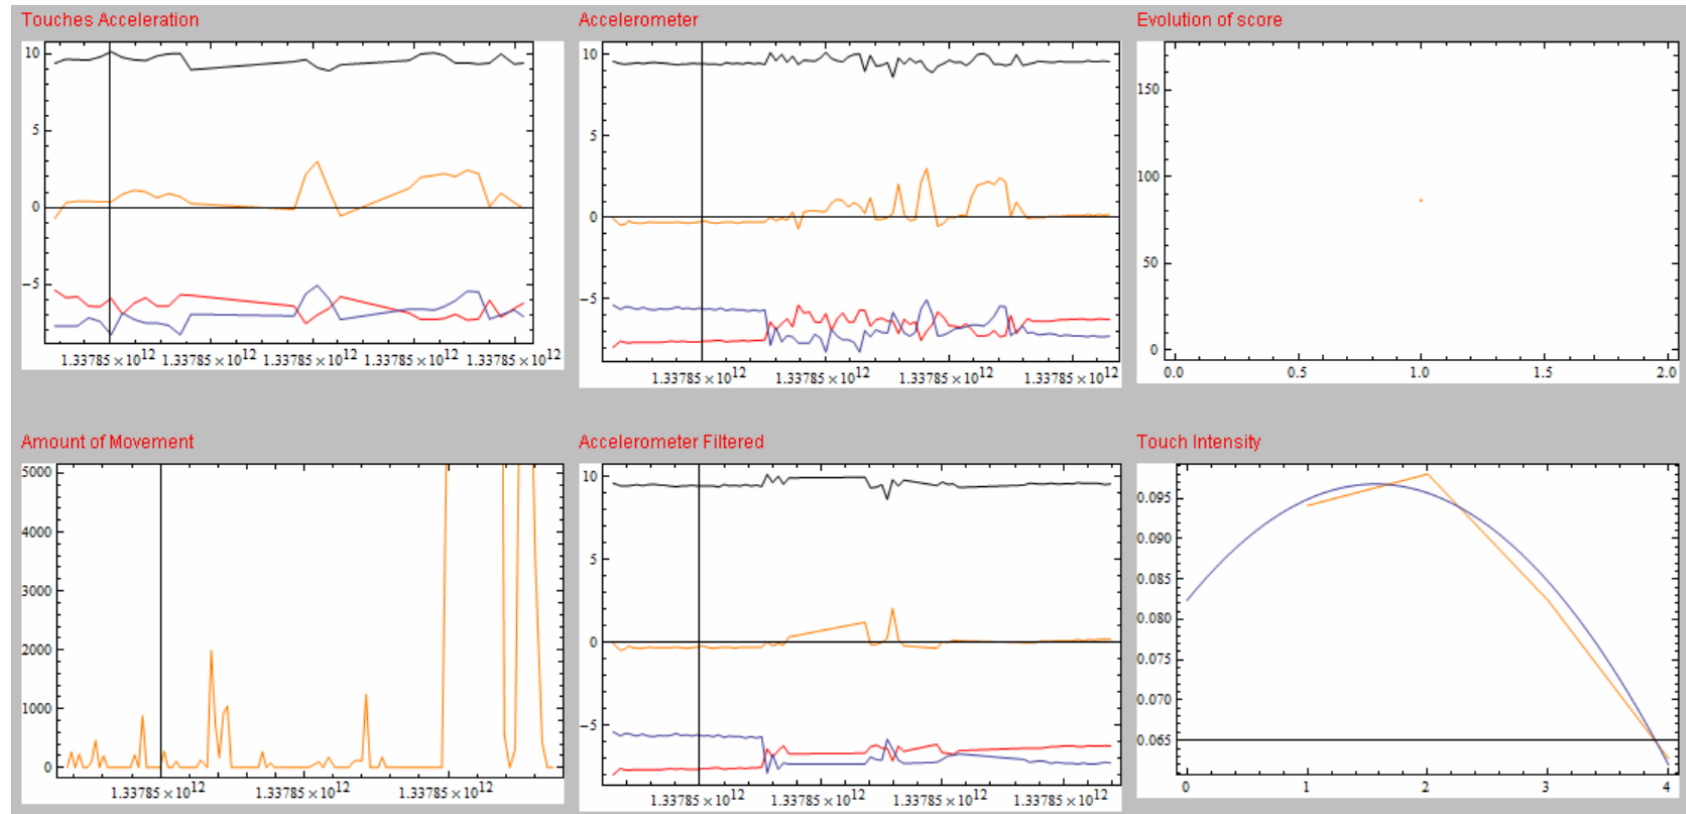 Touches Acceleration
10
5
0
−5
1.33785×10^12 1.33785×10^12 1.33785×10^12 1.33785×10^12 1.33785×10^12
Accelerometer
10
5
0
−5
1.33785×10^12 1.33785×10^12 1.33785×10^12 1.33785×10^12
Evolution of score
150
100
50
0
0.0 0.5 1.0 1.5 2.0
Amount of Movement
5000
4000
3000
2000
1000
0
1.33785×10^12 1.33785×10^12 1.33785×10^12
Accelerometer Filtered
10
5
0
−5
1.33785×10^12 1.33785×10^12 1.33785×10^12 1.33785×10^12
Touch Intensity
0.095
0.090
0.085
0.080
0.075
0.070
0.065
0 1 2 3 4